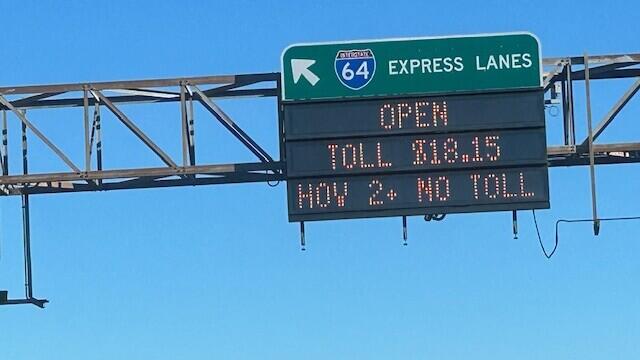 INTERSTATE
64 EXPRESS LANES
OPEN
TOLL $18.15
HOV 2+ NO TOLL